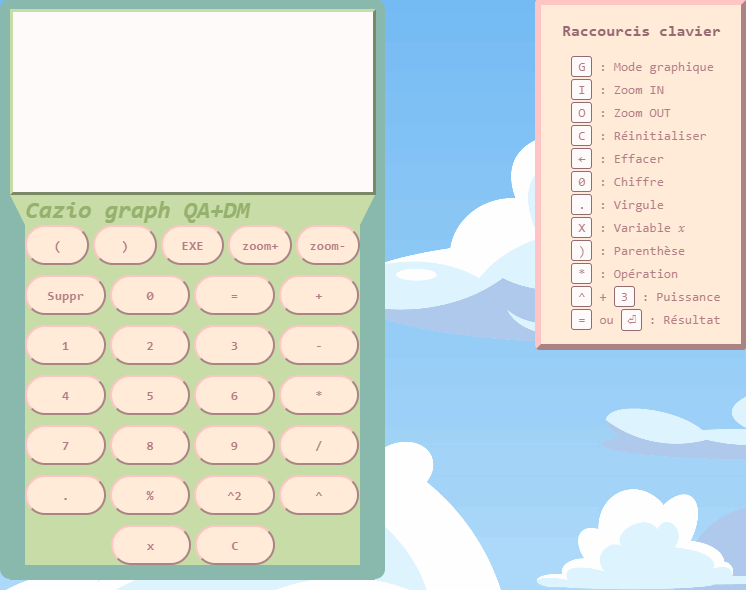 Cazio graph QA+DM
( ) EXE zoom+ zoom-
Suppr 0 = +
1 2 3 -
4 5 6 *
7 8 9 /
. % ^2 ^
x C
Raccourcis clavier
G : Mode graphique
I : Zoom IN
O : Zoom OUT
C : Réinitialiser
← : Effacer
0 : Chiffre
. : Virgule
X : Variable x
) : Parenthèse
* : Opération
^ + 3 : Puissance
= ou ⏎ : Résultat